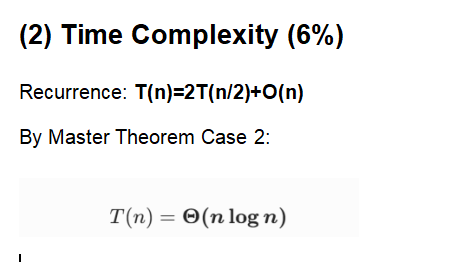 (2) Time Complexity (6%)
Recurrence: T(n)=2T(n/2)+O(n)
By Master Theorem Case 2:
T(n) = Θ(n log n)